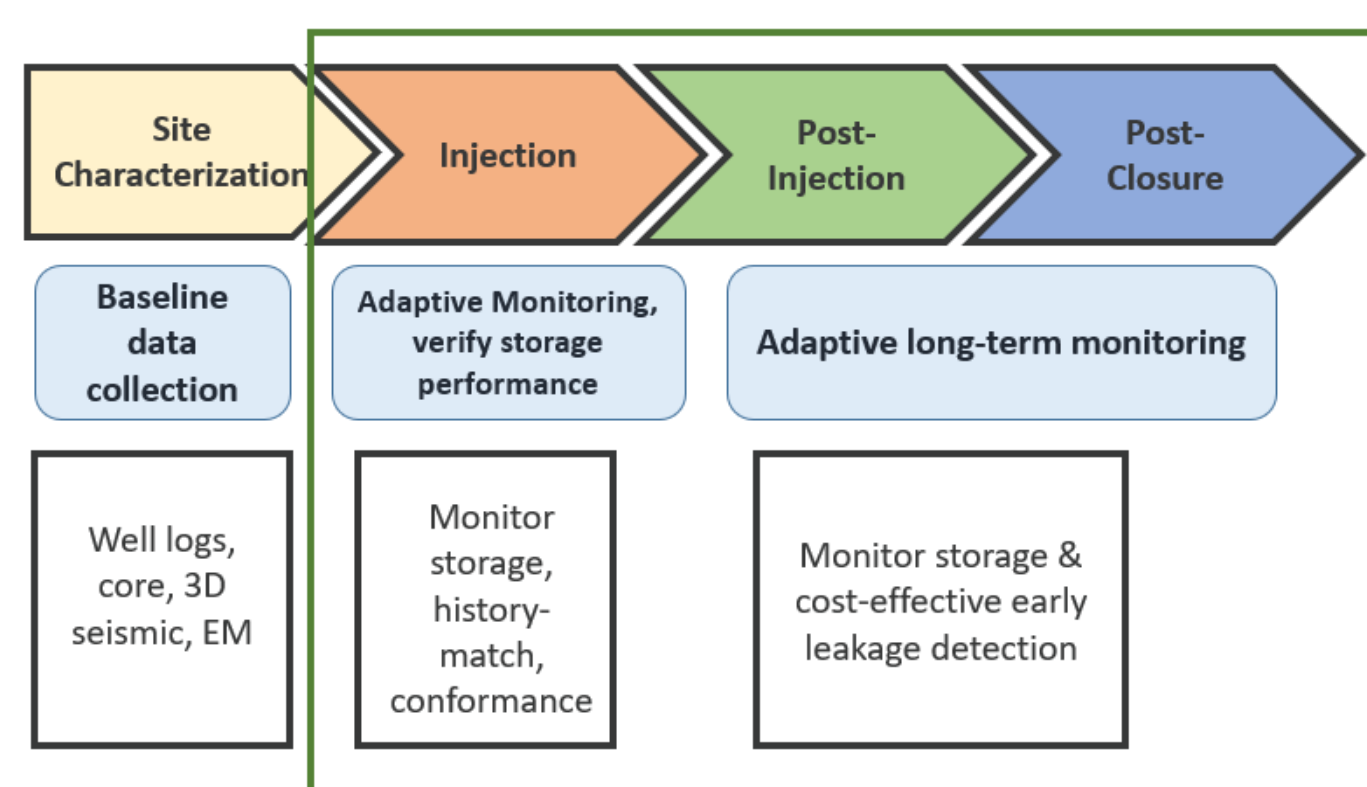 Site
Characterization
Injection
Post-
Injection
Post-
Closure
Baseline
data
collection
Adaptive Monitoring,
verify storage
performance
Adaptive long-term monitoring
Well logs,
core, 3D
seismic, EM
Monitor
storage,
history-
match,
conformance
Monitor storage &
cost-effective early
leakage detection